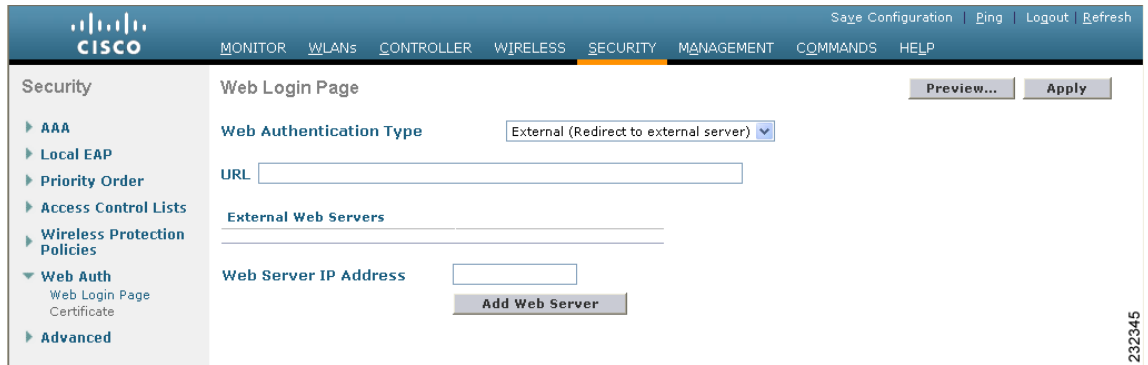 Save Configuration | Ping | Logout | Refresh
CISCO
MONITOR WLANs CONTROLLER WIRELESS SECURITY MANAGEMENT COMMANDS HELP
Security
AAA
Local EAP
Priority Order
Access Control Lists
Wireless Protection
Policies
Web Auth
Web Login Page
Certificate
Advanced
Web Login Page
Preview...
Apply
Web Authentication Type
External (Redirect to external server)
URL
External Web Servers
Web Server IP Address
Add Web Server
232345